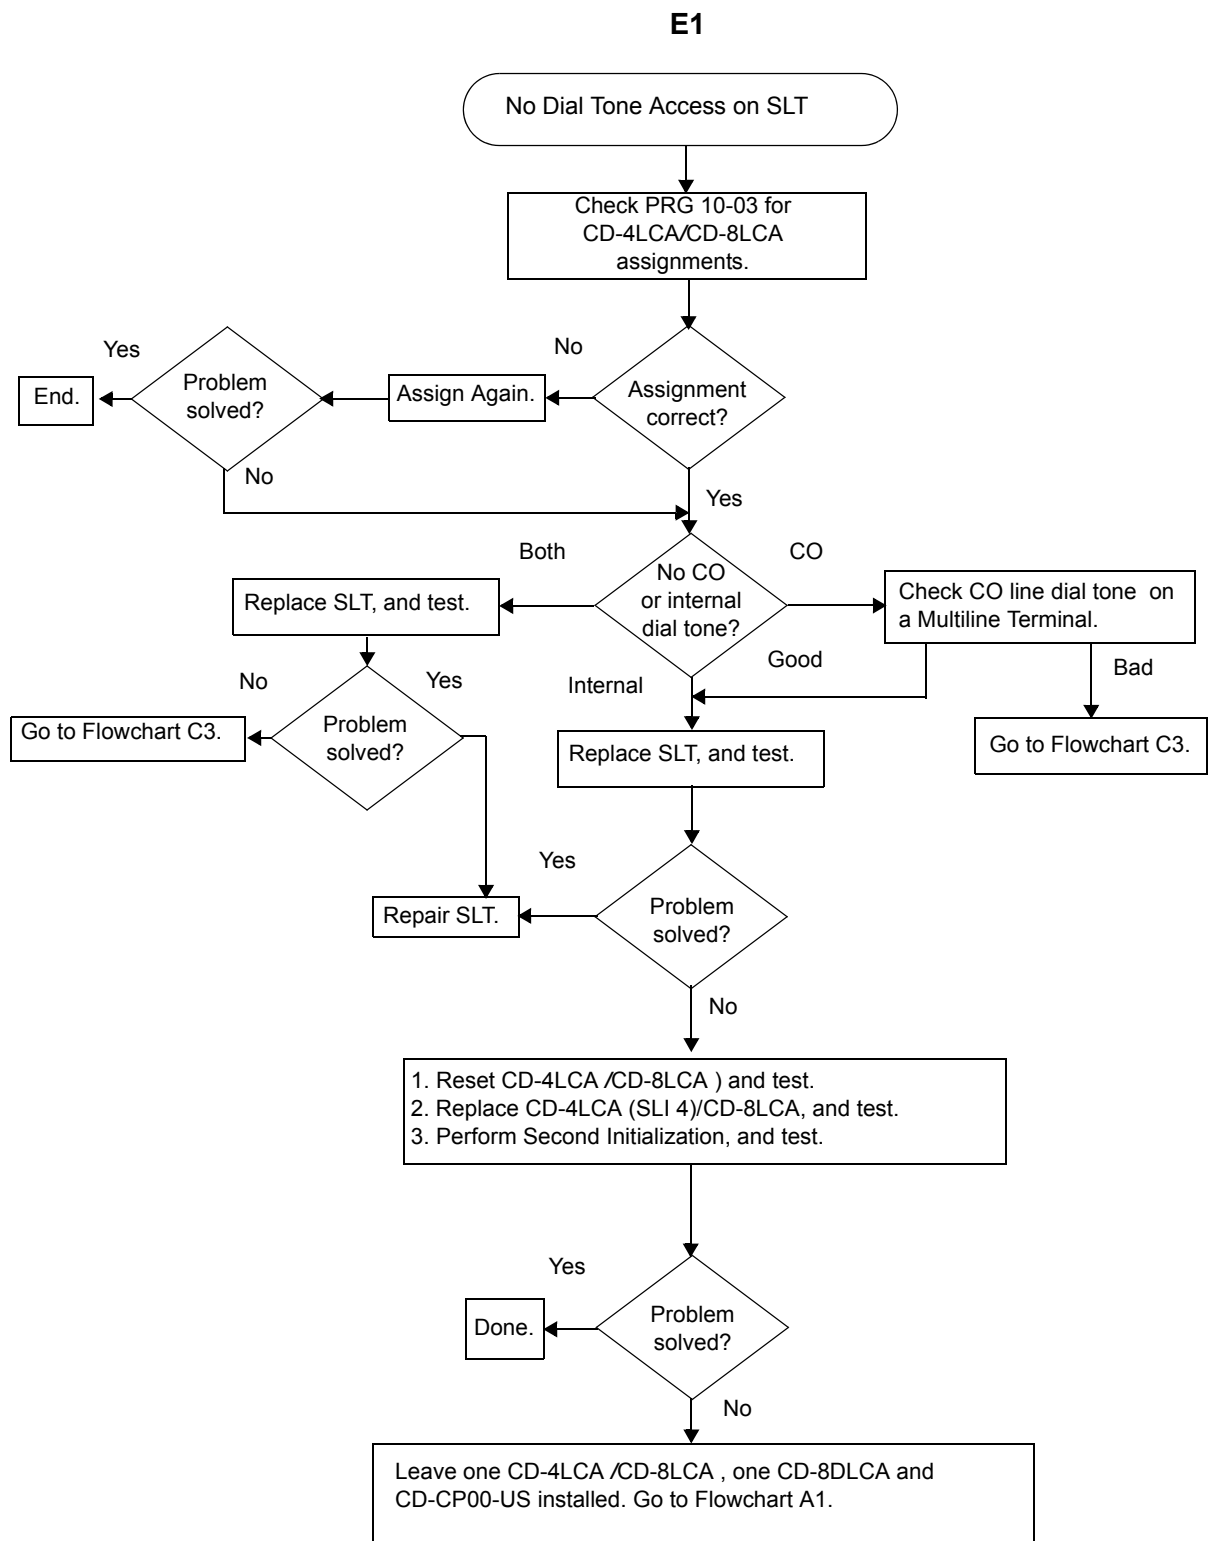 E1
No Dial Tone Access on SLT
Check PRG 10-03 for
CD-4LCA/CD-8LCA
assignments.
Yes
No
End.
Problem
solved?
Assign Again.
Assignment
correct?
No
Yes
Both
CO
Replace SLT, and test.
No CO
or internal
dial tone?
Check CO line dial tone on
a Multiline Terminal.
Good
Bad
Internal
No
Yes
Go to Flowchart C3.
Problem
solved?
Replace SLT, and test.
Go to Flowchart C3.
Yes
Repair SLT.
Problem
solved?
No
1. Reset CD-4LCA /CD-8LCA ) and test.
2. Replace CD-4LCA (SLI 4)/CD-8LCA, and test.
3. Perform Second Initialization, and test.
Yes
Done.
Problem
solved?
No
Leave one CD-4LCA /CD-8LCA , one CD-8DLCA and
CD-CP00-US installed. Go to Flowchart A1.